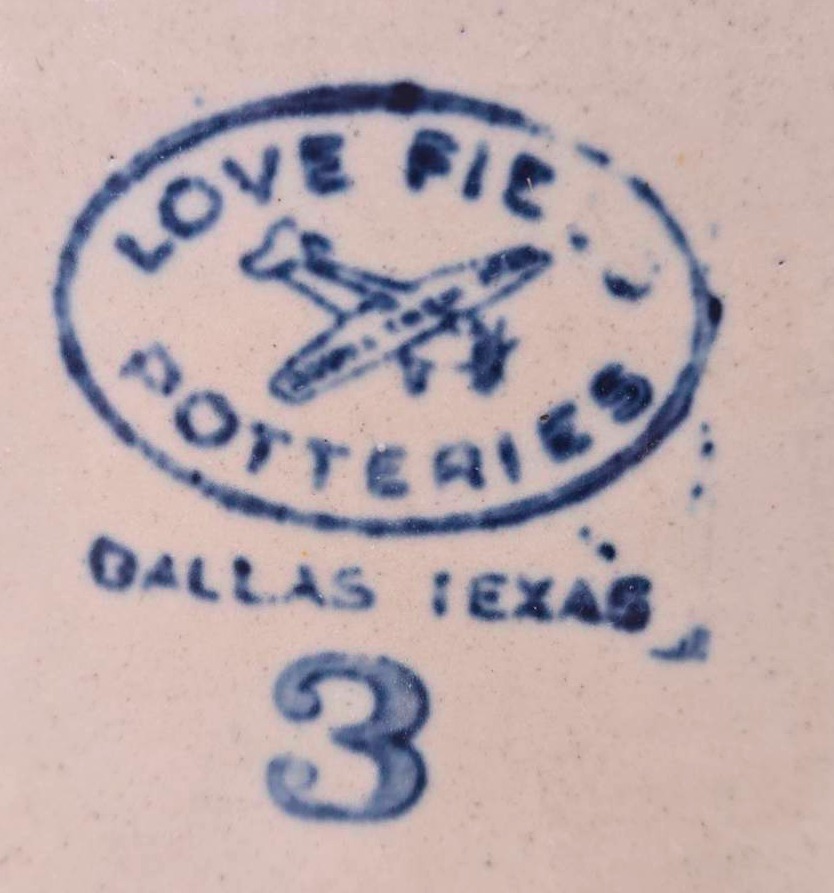 LOVE FIE
POTTERIES
DALLAS TEXAS
3